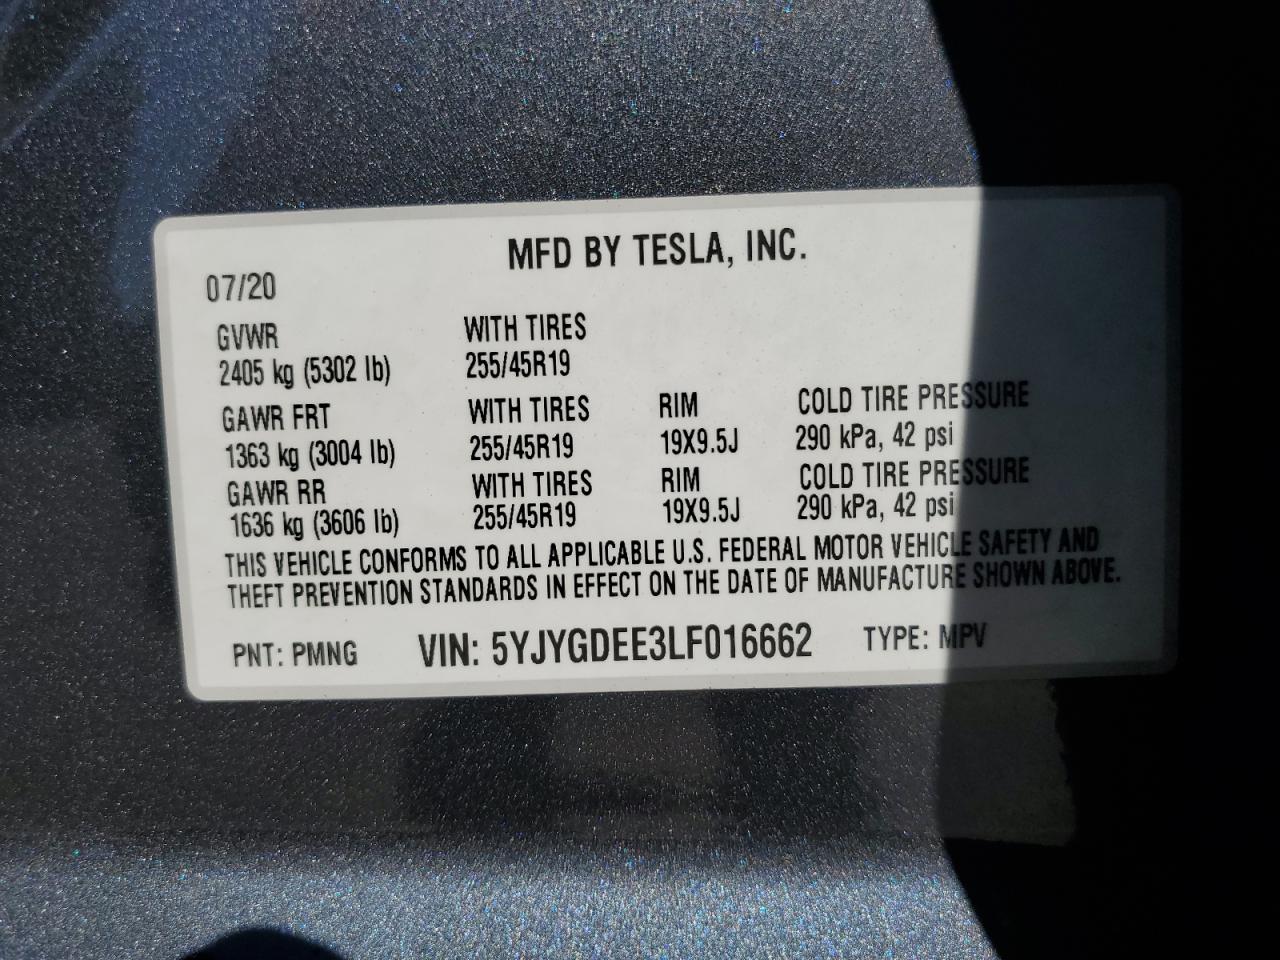 MFD BY TESLA, INC.
07/20
GVWR WITH TIRES
2405 kg (5302 lb) 255/45R19
GAWR FRT WITH TIRES RIM COLD TIRE PRESSURE
1363 kg (3004 lb) 255/45R19 19X9.5J 290 kPa, 42 psi
GAWR RR WITH TIRES RIM COLD TIRE PRESSURE
1636 kg (3606 lb) 255/45R19 19X9.5J 290 kPa, 42 psi
THIS VEHICLE CONFORMS TO ALL APPLICABLE U.S. FEDERAL MOTOR VEHICLE SAFETY AND
THEFT PREVENTION STANDARDS IN EFFECT ON THE DATE OF MANUFACTURE SHOWN ABOVE.
PNT: PMNG VIN: 5YJYGDEE3LF016662 TYPE: MPV